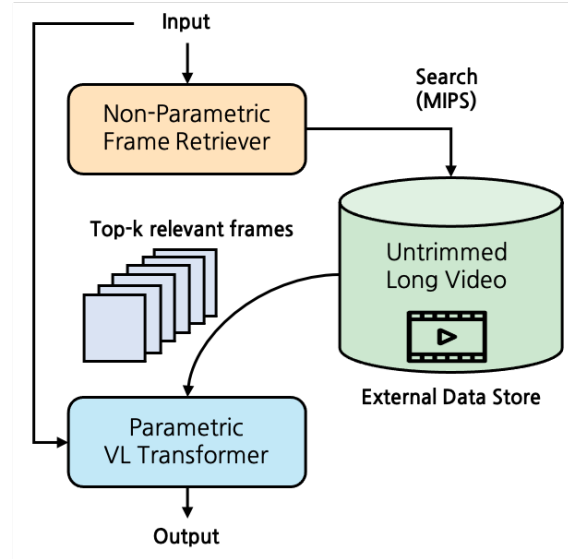 Input
Non-Parametric
Frame Retriever
Search
(MIPS)
Top-k relevant frames
Untrimmed
Long Video
External Data Store
Parametric
VL Transformer
Output